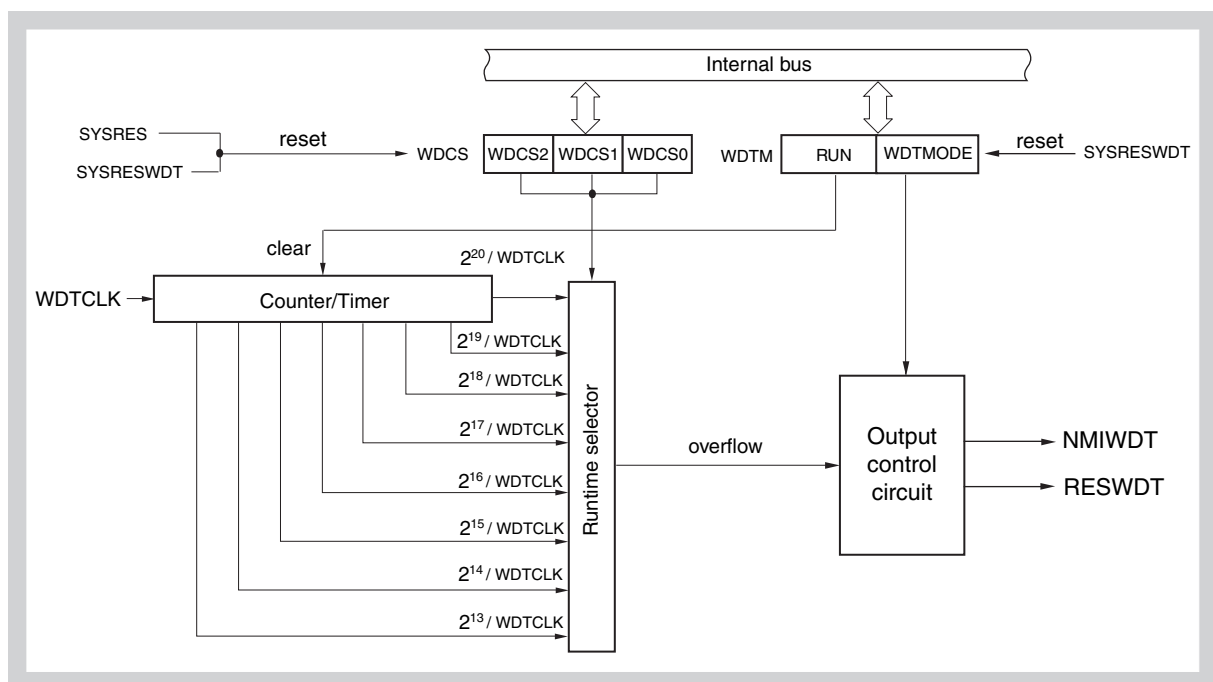 Internal bus
SYSRES
SYSRESWDT
reset
WDCS
WDCS2
WDCS1
WDCS0
WDTM
RUN
WDTMODE
reset
SYSRESWDT
clear
WDTCLK
Counter/Timer
2²⁰/ WDTCLK
2¹⁹/ WDTCLK
2¹⁸/ WDTCLK
2¹⁷/ WDTCLK
2¹⁶/ WDTCLK
2¹⁵/ WDTCLK
2¹⁴/ WDTCLK
2¹³/ WDTCLK
Runtime selector
overflow
Output
control
circuit
NMIWDT
RESWDT